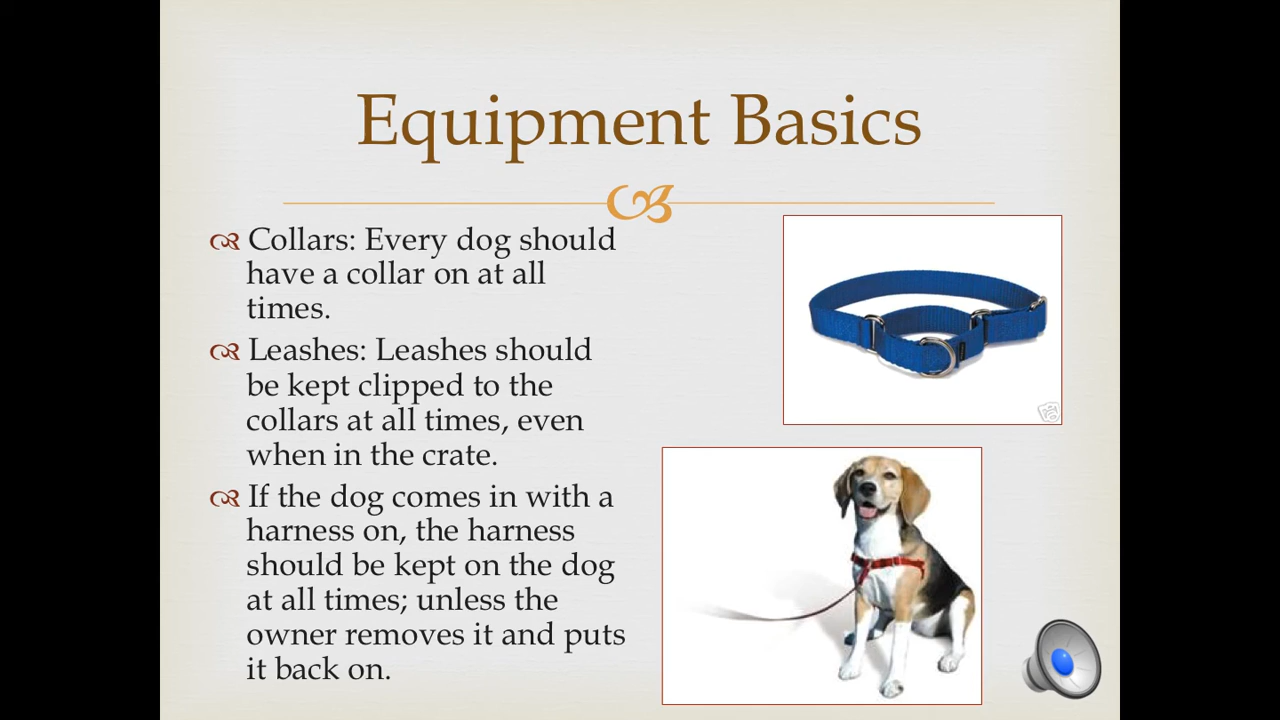 Equipment Basics
Collars: Every dog should
have a collar on at all
times.
Leashes: Leashes should
be kept clipped to the
collars at all times, even
when in the crate.
If the dog comes in with a
harness on, the harness
should be kept on the dog
at all times; unless the
owner removes it and puts
it back on.